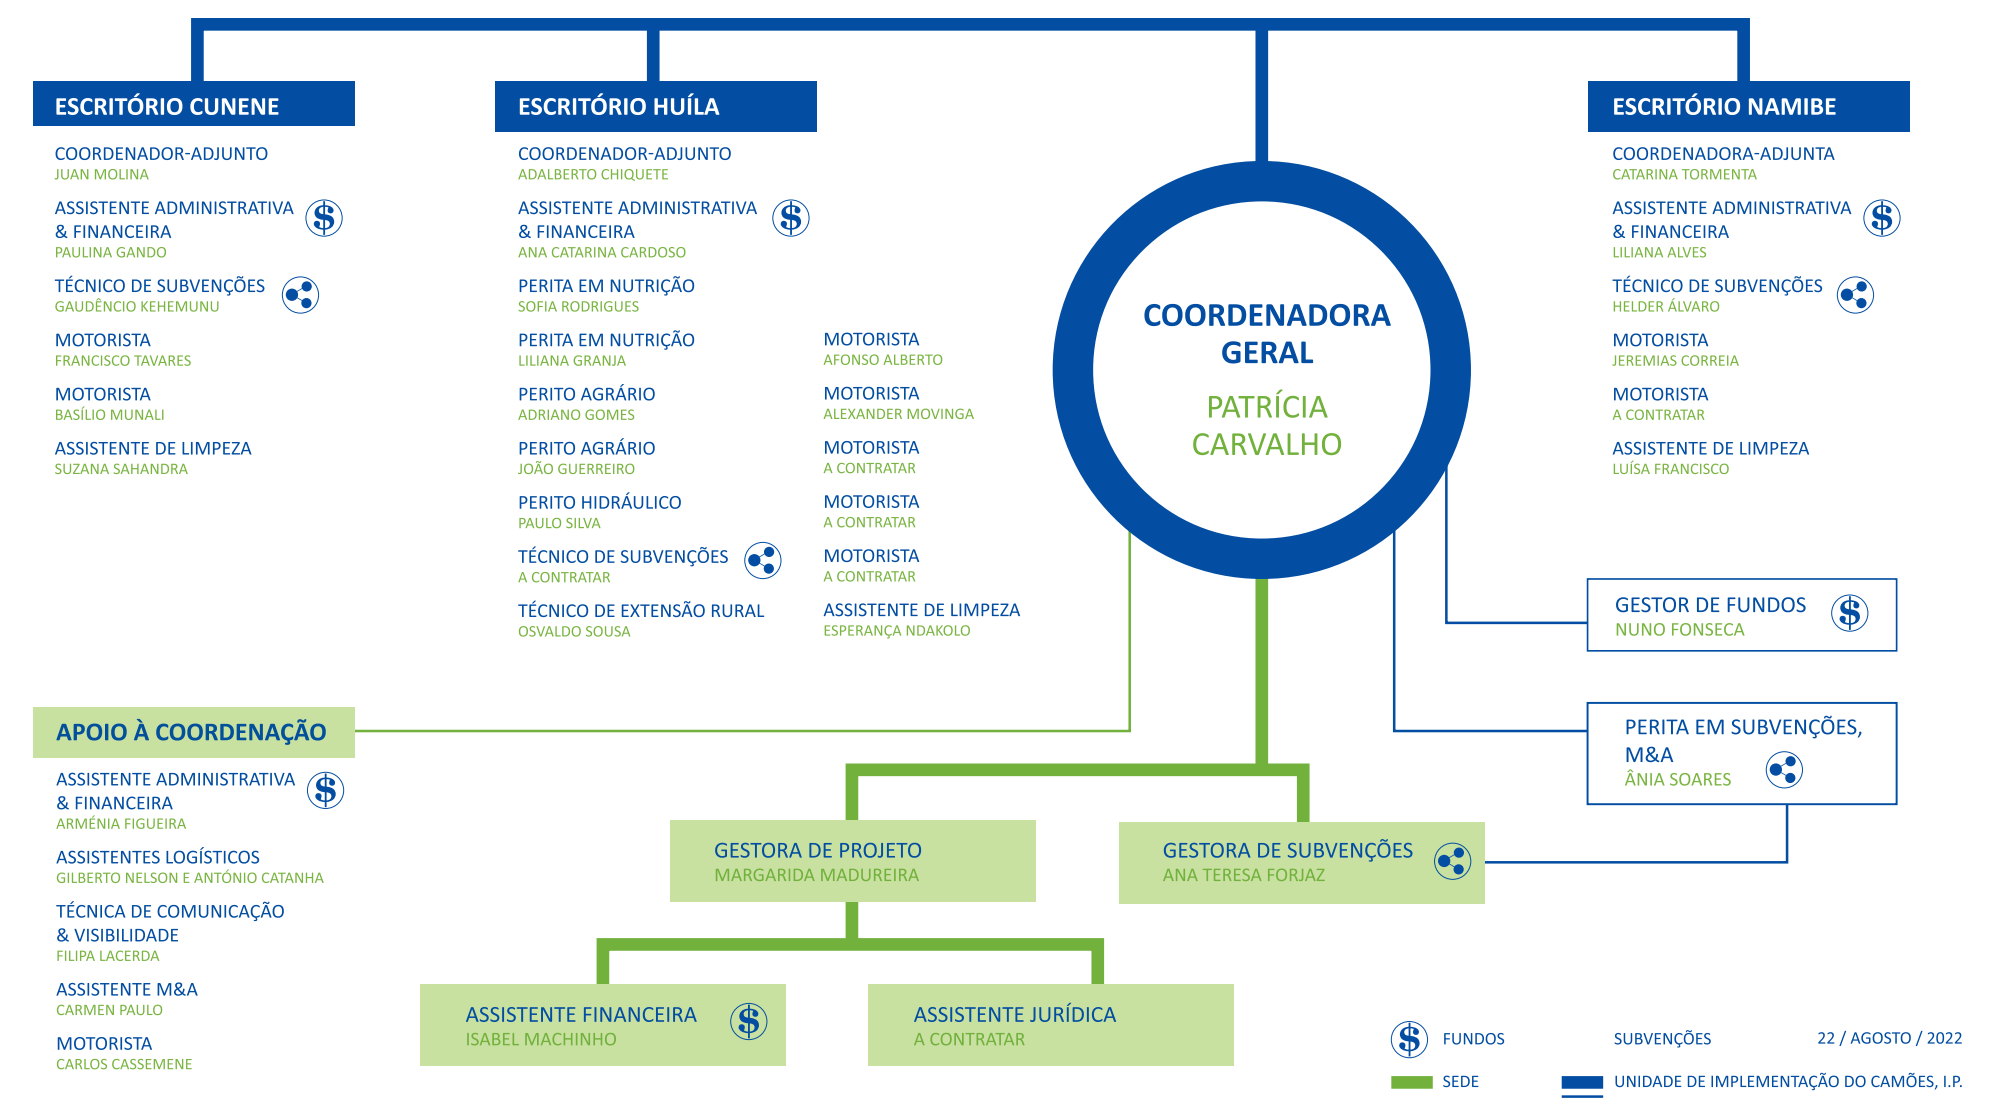 ESCRITÓRIO CUNENE
COORDENADOR-ADJUNTO
JUAN MOLINA
ASSISTENTE ADMINISTRATIVA
& FINANCEIRA
PAULINA GANDO
TÉCNICO DE SUBVENÇÕES
GAUDÊNCIO KEHEMUNU
MOTORISTA
FRANCISCO TAVARES
MOTORISTA
BASÍLIO MUNALI
ASSISTENTE DE LIMPEZA
SUZANA SAHANDRA
ESCRITÓRIO HUÍLA
COORDENADOR-ADJUNTO
ADALBERTO CHIQUETE
ASSISTENTE ADMINISTRATIVA
& FINANCEIRA
ANA CATARINA CARDOSO
PERITA EM NUTRIÇÃO
SOFIA RODRIGUES
PERITA EM NUTRIÇÃO
LILIANA GRANJA
PERITO AGRÁRIO
ADRIANO GOMES
PERITO AGRÁRIO
JOÃO GUERREIRO
PERITO HIDRÁULICO
PAULO SILVA
TÉCNICO DE SUBVENÇÕES
A CONTRATAR
TÉCNICO DE EXTENSÃO RURAL
OSVALDO SOUSA
MOTORISTA
AFONSO ALBERTO
MOTORISTA
ALEXANDER MOVINGA
MOTORISTA
A CONTRATAR
MOTORISTA
A CONTRATAR
MOTORISTA
A CONTRATAR
ASSISTENTE DE LIMPEZA
ESPERANÇA NDAKOLO
COORDENADORA
GERAL
PATRÍCIA
CARVALHO
ESCRITÓRIO NAMIBE
COORDENADORA-ADJUNTA
CATARINA TORMENTA
ASSISTENTE ADMINISTRATIVA
& FINANCEIRA
LILIANA ALVES
TÉCNICO DE SUBVENÇÕES
HELDER ÁLVARO
MOTORISTA
JEREMIAS CORREIA
MOTORISTA
A CONTRATAR
ASSISTENTE DE LIMPEZA
LUÍSA FRANCISCO
GESTOR DE FUNDOS
NUNO FONSECA
PERITA EM SUBVENÇÕES,
M&A
ÂNIA SOARES
APOIO À COORDENAÇÃO
ASSISTENTE ADMINISTRATIVA
& FINANCEIRA
ARMÉNIA FIGUEIRA
ASSISTENTES LOGÍSTICOS
GILBERTO NELSON E ANTÓNIO CATANHA
TÉCNICA DE COMUNICAÇÃO
& VISIBILIDADE
FILIPA LACERDA
ASSISTENTE M&A
CARMEN PAULO
MOTORISTA
CARLOS CASSEMENE
GESTORA DE PROJETO
MARGARIDA MADUREIRA
GESTORA DE SUBVENÇÕES
ANA TERESA FORJAZ
ASSISTENTE FINANCEIRA
ISABEL MACHINHO
ASSISTENTE JURÍDICA
A CONTRATAR
FUNDOS
SUBVENÇÕES
22 / AGOSTO / 2022
SEDE
UNIDADE DE IMPLEMENTAÇÃO DO CAMÕES, I.P.